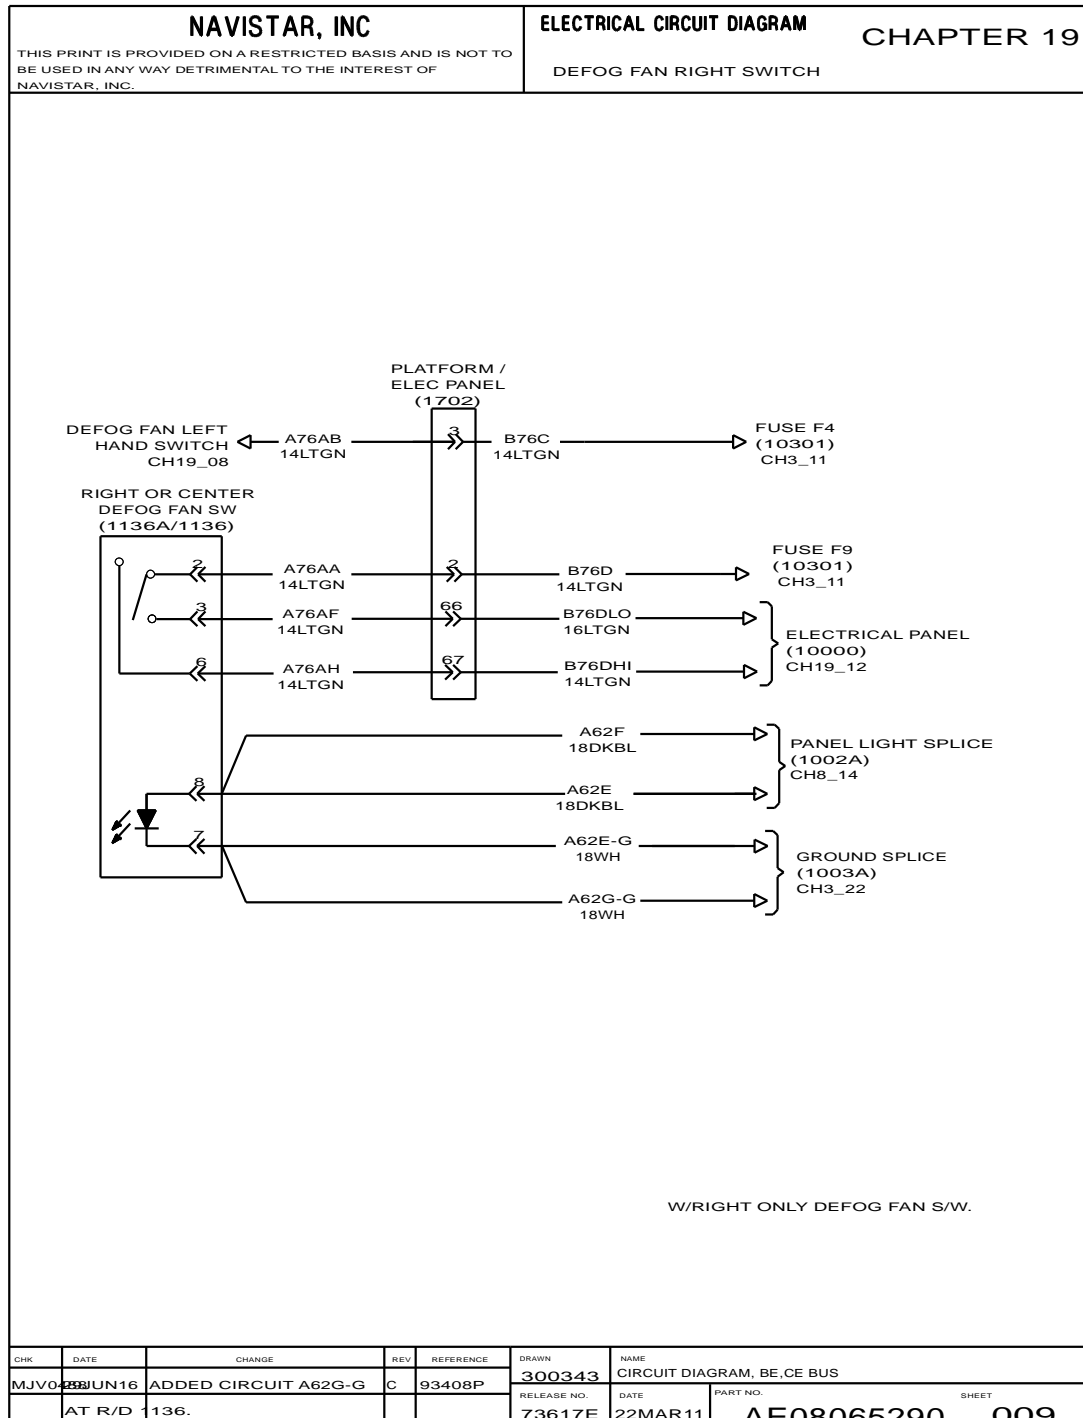 NAVISTAR, INC
THIS PRINT IS PROVIDED ON A RESTRICTED BASIS AND IS NOT TO
BE USED IN ANY WAY DETRIMENTAL TO THE INTEREST OF
NAVISTAR, INC.
ELECTRICAL CIRCUIT DIAGRAM
CHAPTER 19
DEFOG FAN RIGHT SWITCH
PLATFORM /
ELEC PANEL
(1702)
DEFOG FAN LEFT
HAND SWITCH
CH19_08
A76AB
14LTGN
3
B76C
14LTGN
FUSE F4
(10301)
CH3_11
RIGHT OR CENTER
DEFOG FAN SW
(1136A/1136)
2
A76AA
14LTGN
2
B76D
14LTGN
FUSE F9
(10301)
CH3_11
3
A76AF
14LTGN
66
B76DLO
16LTGN
6
A76AH
14LTGN
67
B76DHI
14LTGN
ELECTRICAL PANEL
(10000)
CH19_12
A62F
18DKBL
8
A62E
18DKBL
PANEL LIGHT SPLICE
(1002A)
CH8_14
7
A62E-G
18WH
A62G-G
18WH
GROUND SPLICE
(1003A)
CH3_22
W/RIGHT ONLY DEFOG FAN S/W.
CHK DATE CHANGE REV REFERENCE
JUN16 ADDED CIRCUIT A62G-G C 93408P
AT R/D 1136.
DRAWN
300343
NAME
CIRCUIT DIAGRAM, BE,CE BUS
RELEASE NO.
73617E
DATE
22MAR11
PART NO.
AE08065290
SHEET
009